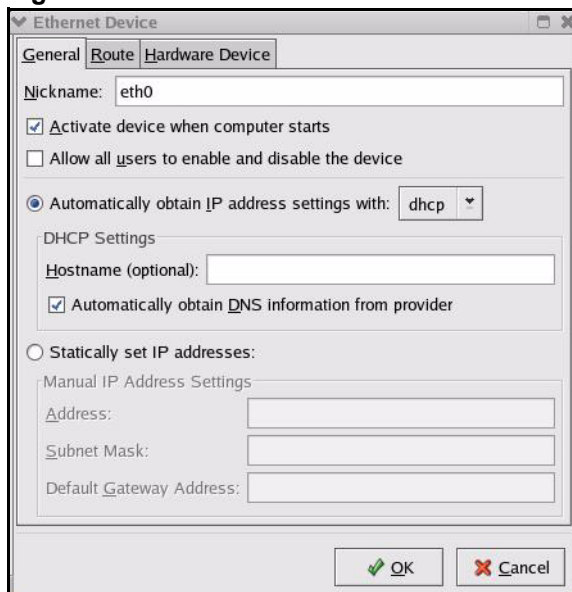 Ethernet Device
General Route Hardware Device
Nickname: eth0
Activate device when computer starts
Allow all users to enable and disable the device
Automatically obtain IP address settings with: dhcp
DHCP Settings
Hostname (optional):
Automatically obtain DNS information from provider
Statically set IP addresses:
Manual IP Address Settings
Address:
Subnet Mask:
Default Gateway Address:
OK Cancel